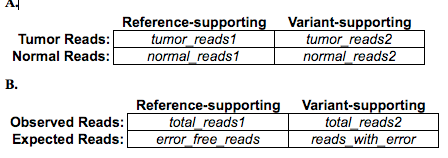 A.
Reference-supporting Variant-supporting
Tumor Reads: tumor_reads1 tumor_reads2
Normal Reads: normal_reads1 normal_reads2
B.
Reference-supporting Variant-supporting
Observed Reads: total_reads1 total_reads2
Expected Reads: error_free_reads reads_with_error